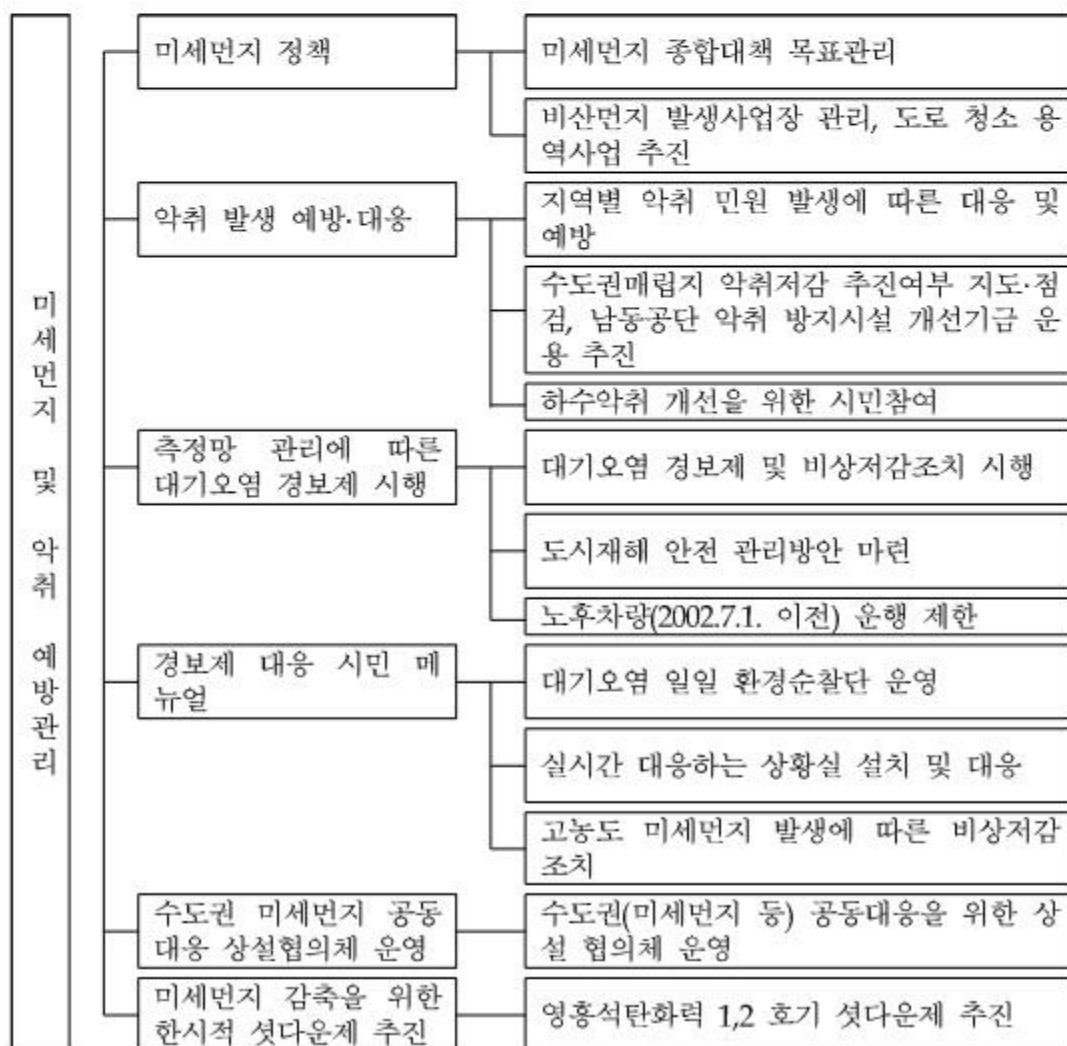 미세먼지 및 악취 예방관리
미세먼지 정책
미세먼지 종합대책 목표관리
비산먼지 발생사업장 관리, 도로 청소 용
역사업 추진
악취 발생 예방·대응
지역별 악취 민원 발생에 따른 대응 및
예방
수도권매립지 악취저감 추진여부 지도·점
검, 남동공단 악취 방지시설 개선기금 운
용 추진
하수악취 개선을 위한 시민참여
측정망 관리에 따른
대기오염 경보제 시행
대기오염 경보제 및 비상저감조치 시행
도시재해 안전 관리방안 마련
노후차량(2002.7.1. 이전) 운행 제한
경보제 대응 시민 메
뉴얼
대기오염 일일 환경순찰단 운영
실시간 대응하는 상황실 설치 및 대응
고농도 미세먼지 발생에 따른 비상저감
조치
수도권 미세먼지 공동
대응 상설협의체 운영
수도권(미세먼지 등) 공동대응을 위한 상
설 협의체 운영
미세먼지 감축을 위한
한시적 셧다운제 추진
영흥석탄화력 1,2 호기 셧다운제 추진